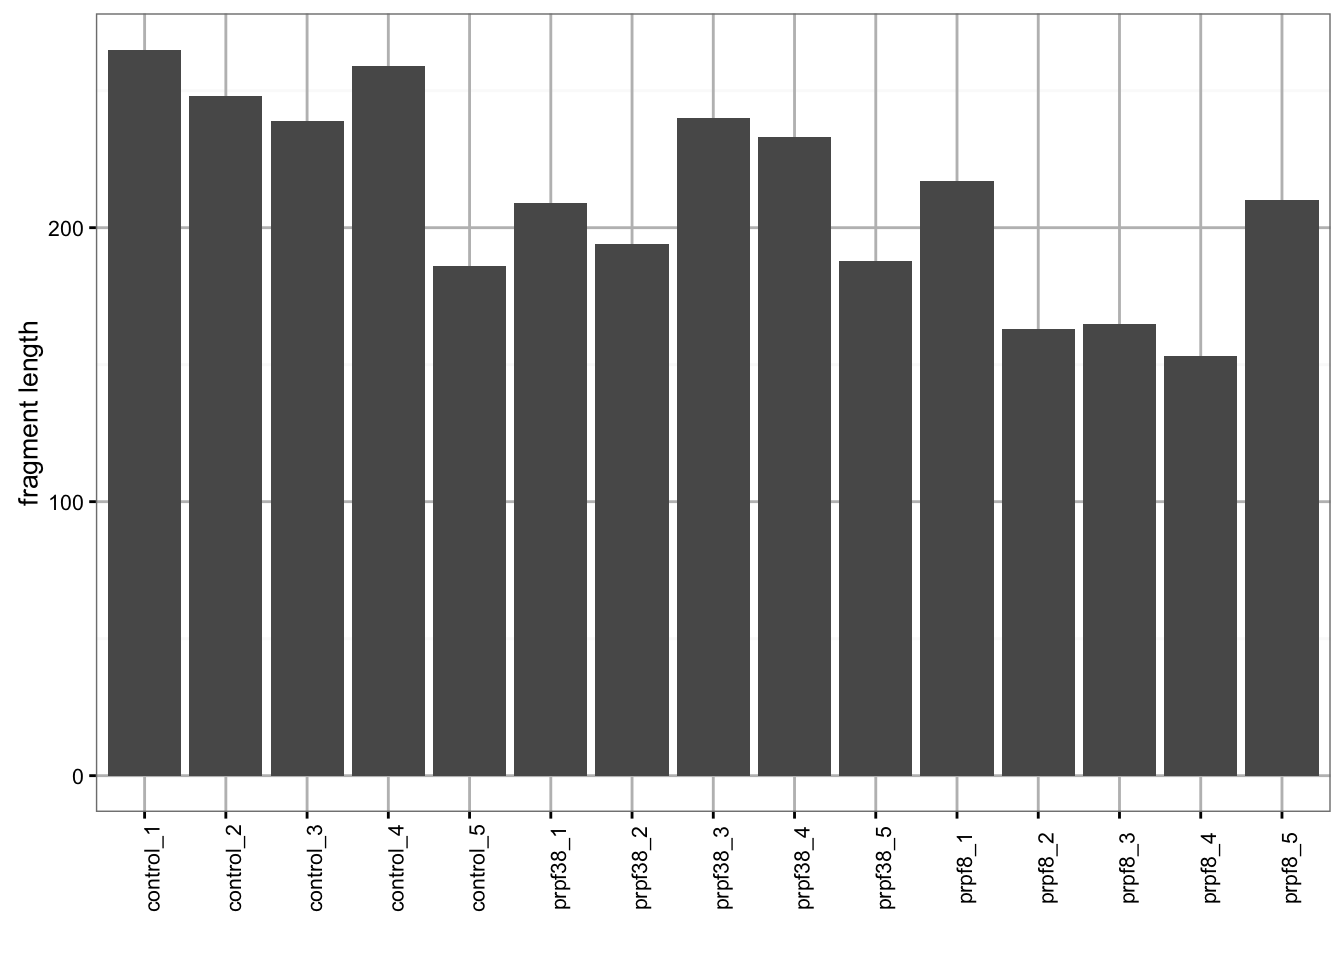 fragment length
200
100
0
control_1
control_2
control_3
control_4
control_5
prpf38_1
prpf38_2
prpf38_3
prpf38_4
prpf38_5
prpf8_1
prpf8_2
prpf8_3
prpf8_4
prpf8_5